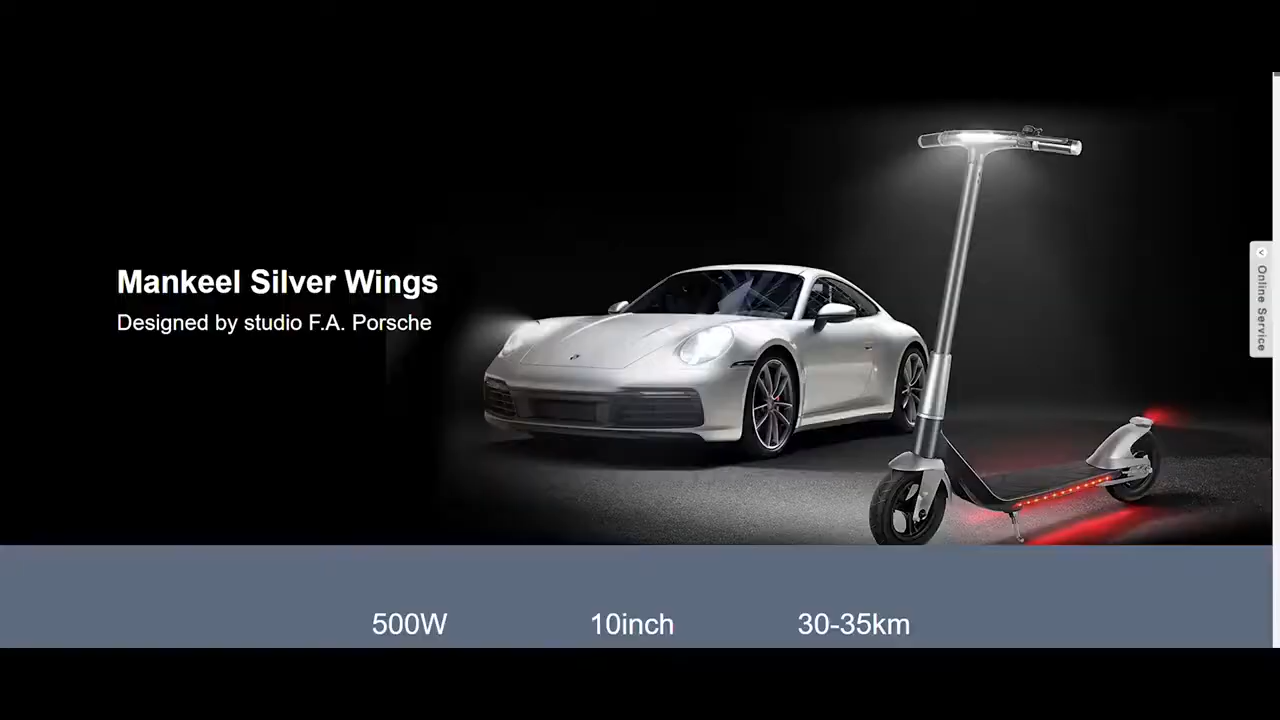 Mankeel Silver Wings
Designed by studio F.A. Porsche
Online Service
500W
10inch
30-35km